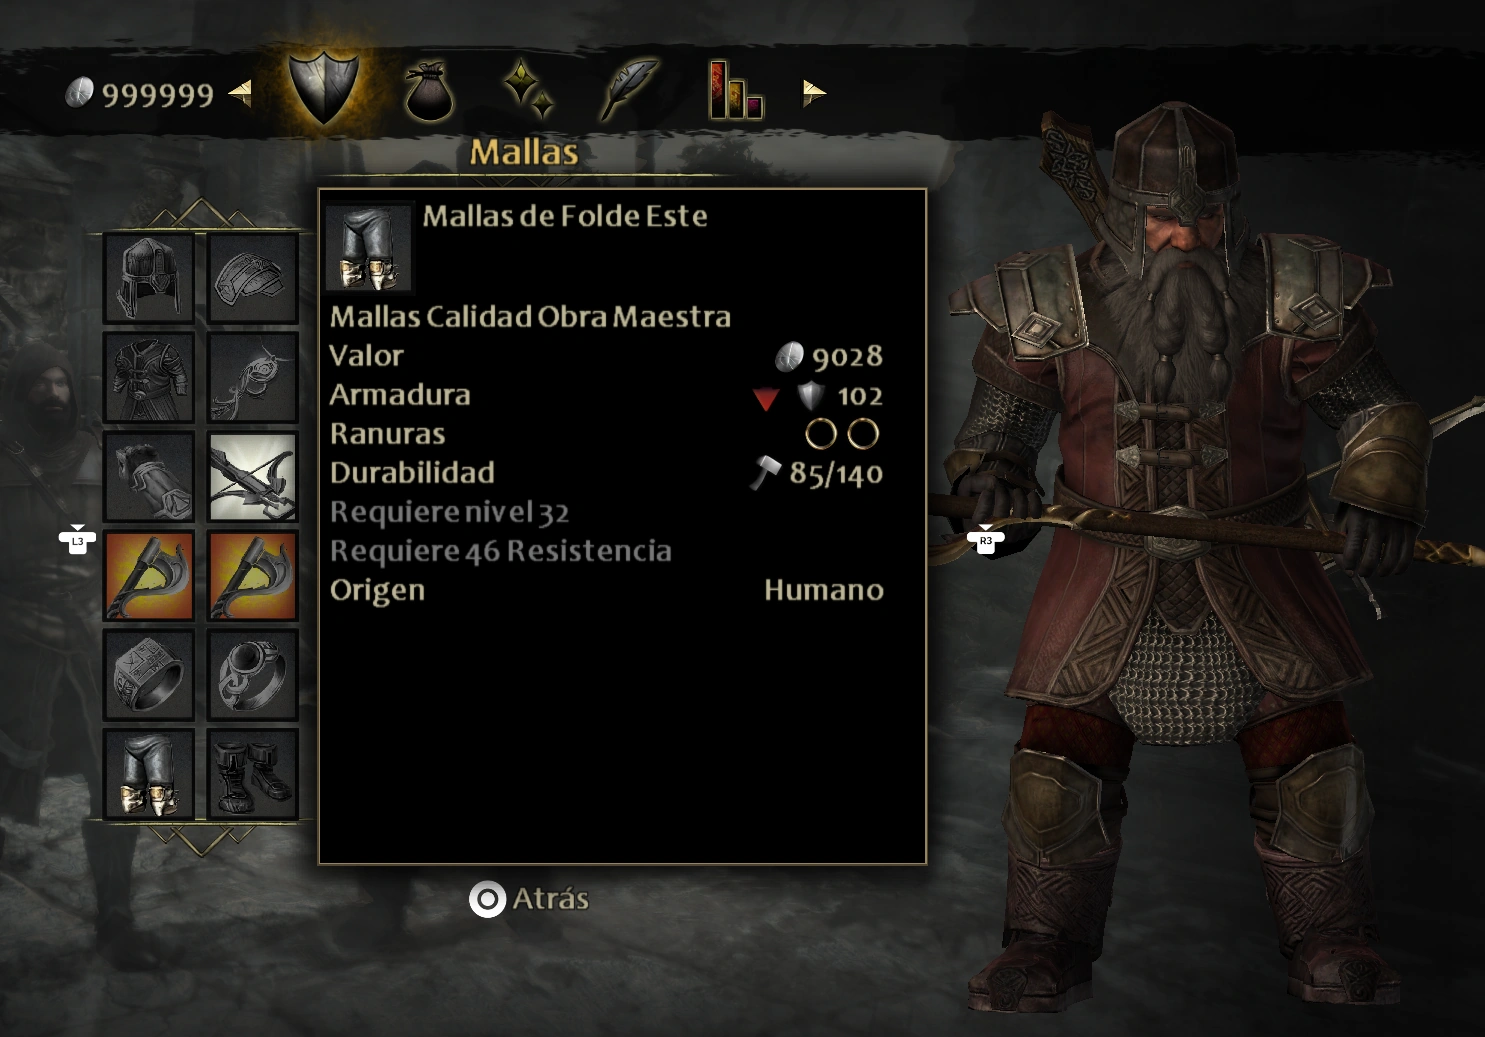 999999
Mallas
Mallas de Folde Este
Mallas Calidad Obra Maestra
Valor 9028
Armadura 102
Ranuras
Durabilidad 85/140
Requiere nivel 32
Requiere 46 Resistencia
Origen Humano
L3
R3
Atrás